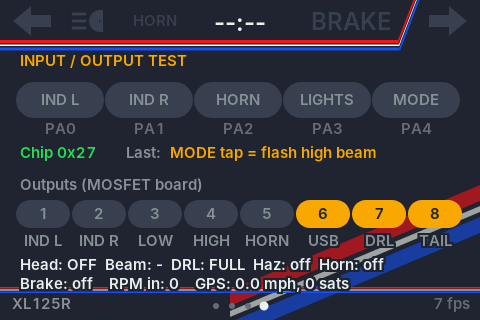 HORN --:-- BRAKE
INPUT / OUTPUT TEST
IND L IND R HORN LIGHTS MODE
PA0 PA1 PA2 PA3 PA4
Chip 0x27 Last: MODE tap = flash high beam
Outputs (MOSFET board)
1 2 3 4 5 6 7 8
IND L IND R LOW HIGH HORN USB DRL TAIL
Head: OFF Beam: - DRL: FULL Haz: off Horn: off
Brake: off RPM in: 0 GPS: 0.0 mph, 0 sats
XL125R 7 fps